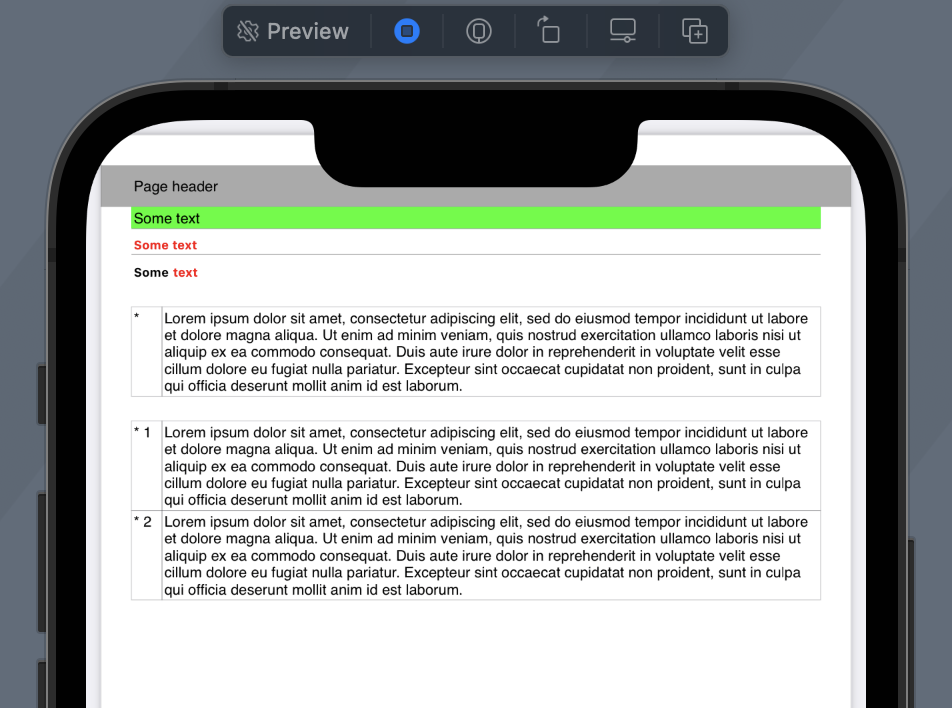 Preview
Page header
Some text
Some text
Some text
* Lorem ipsum dolor sit amet, consectetur adipiscing elit, sed do eiusmod tempor incididunt ut labore
et dolore magna aliqua. Ut enim ad minim veniam, quis nostrud exercitation ullamco laboris nisi ut
aliquip ex ea commodo consequat. Duis aute irure dolor in reprehenderit in voluptate velit esse
cillum dolore eu fugiat nulla pariatur. Excepteur sint occaecat cupidatat non proident, sunt in culpa
qui officia deserunt mollit anim id est laborum.
* 1 Lorem ipsum dolor sit amet, consectetur adipiscing elit, sed do eiusmod tempor incididunt ut labore
et dolore magna aliqua. Ut enim ad minim veniam, quis nostrud exercitation ullamco laboris nisi ut
aliquip ex ea commodo consequat. Duis aute irure dolor in reprehenderit in voluptate velit esse
cillum dolore eu fugiat nulla pariatur. Excepteur sint occaecat cupidatat non proident, sunt in culpa
qui officia deserunt mollit anim id est laborum.
* 2 Lorem ipsum dolor sit amet, consectetur adipiscing elit, sed do eiusmod tempor incididunt ut labore
et dolore magna aliqua. Ut enim ad minim veniam, quis nostrud exercitation ullamco laboris nisi ut
aliquip ex ea commodo consequat. Duis aute irure dolor in reprehenderit in voluptate velit esse
cillum dolore eu fugiat nulla pariatur. Excepteur sint occaecat cupidatat non proident, sunt in culpa
qui officia deserunt mollit anim id est laborum.